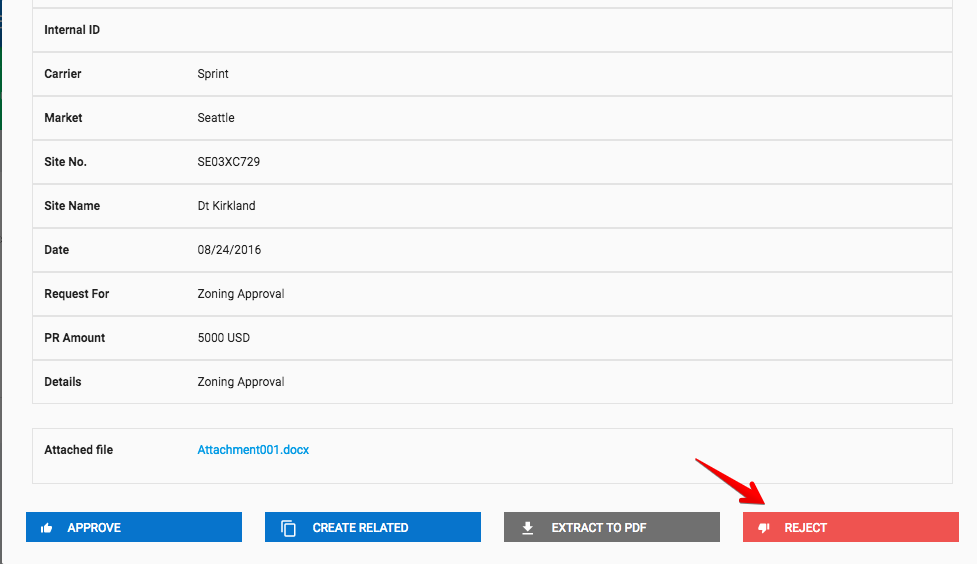 Internal ID
Carrier Sprint
Market Seattle
Site No. SE03XC729
Site Name Dt Kirkland
Date 08/24/2016
Request For Zoning Approval
PR Amount 5000 USD
Details Zoning Approval
Attached file Attachment001.docx
APPROVE CREATE RELATED EXTRACT TO PDF REJECT